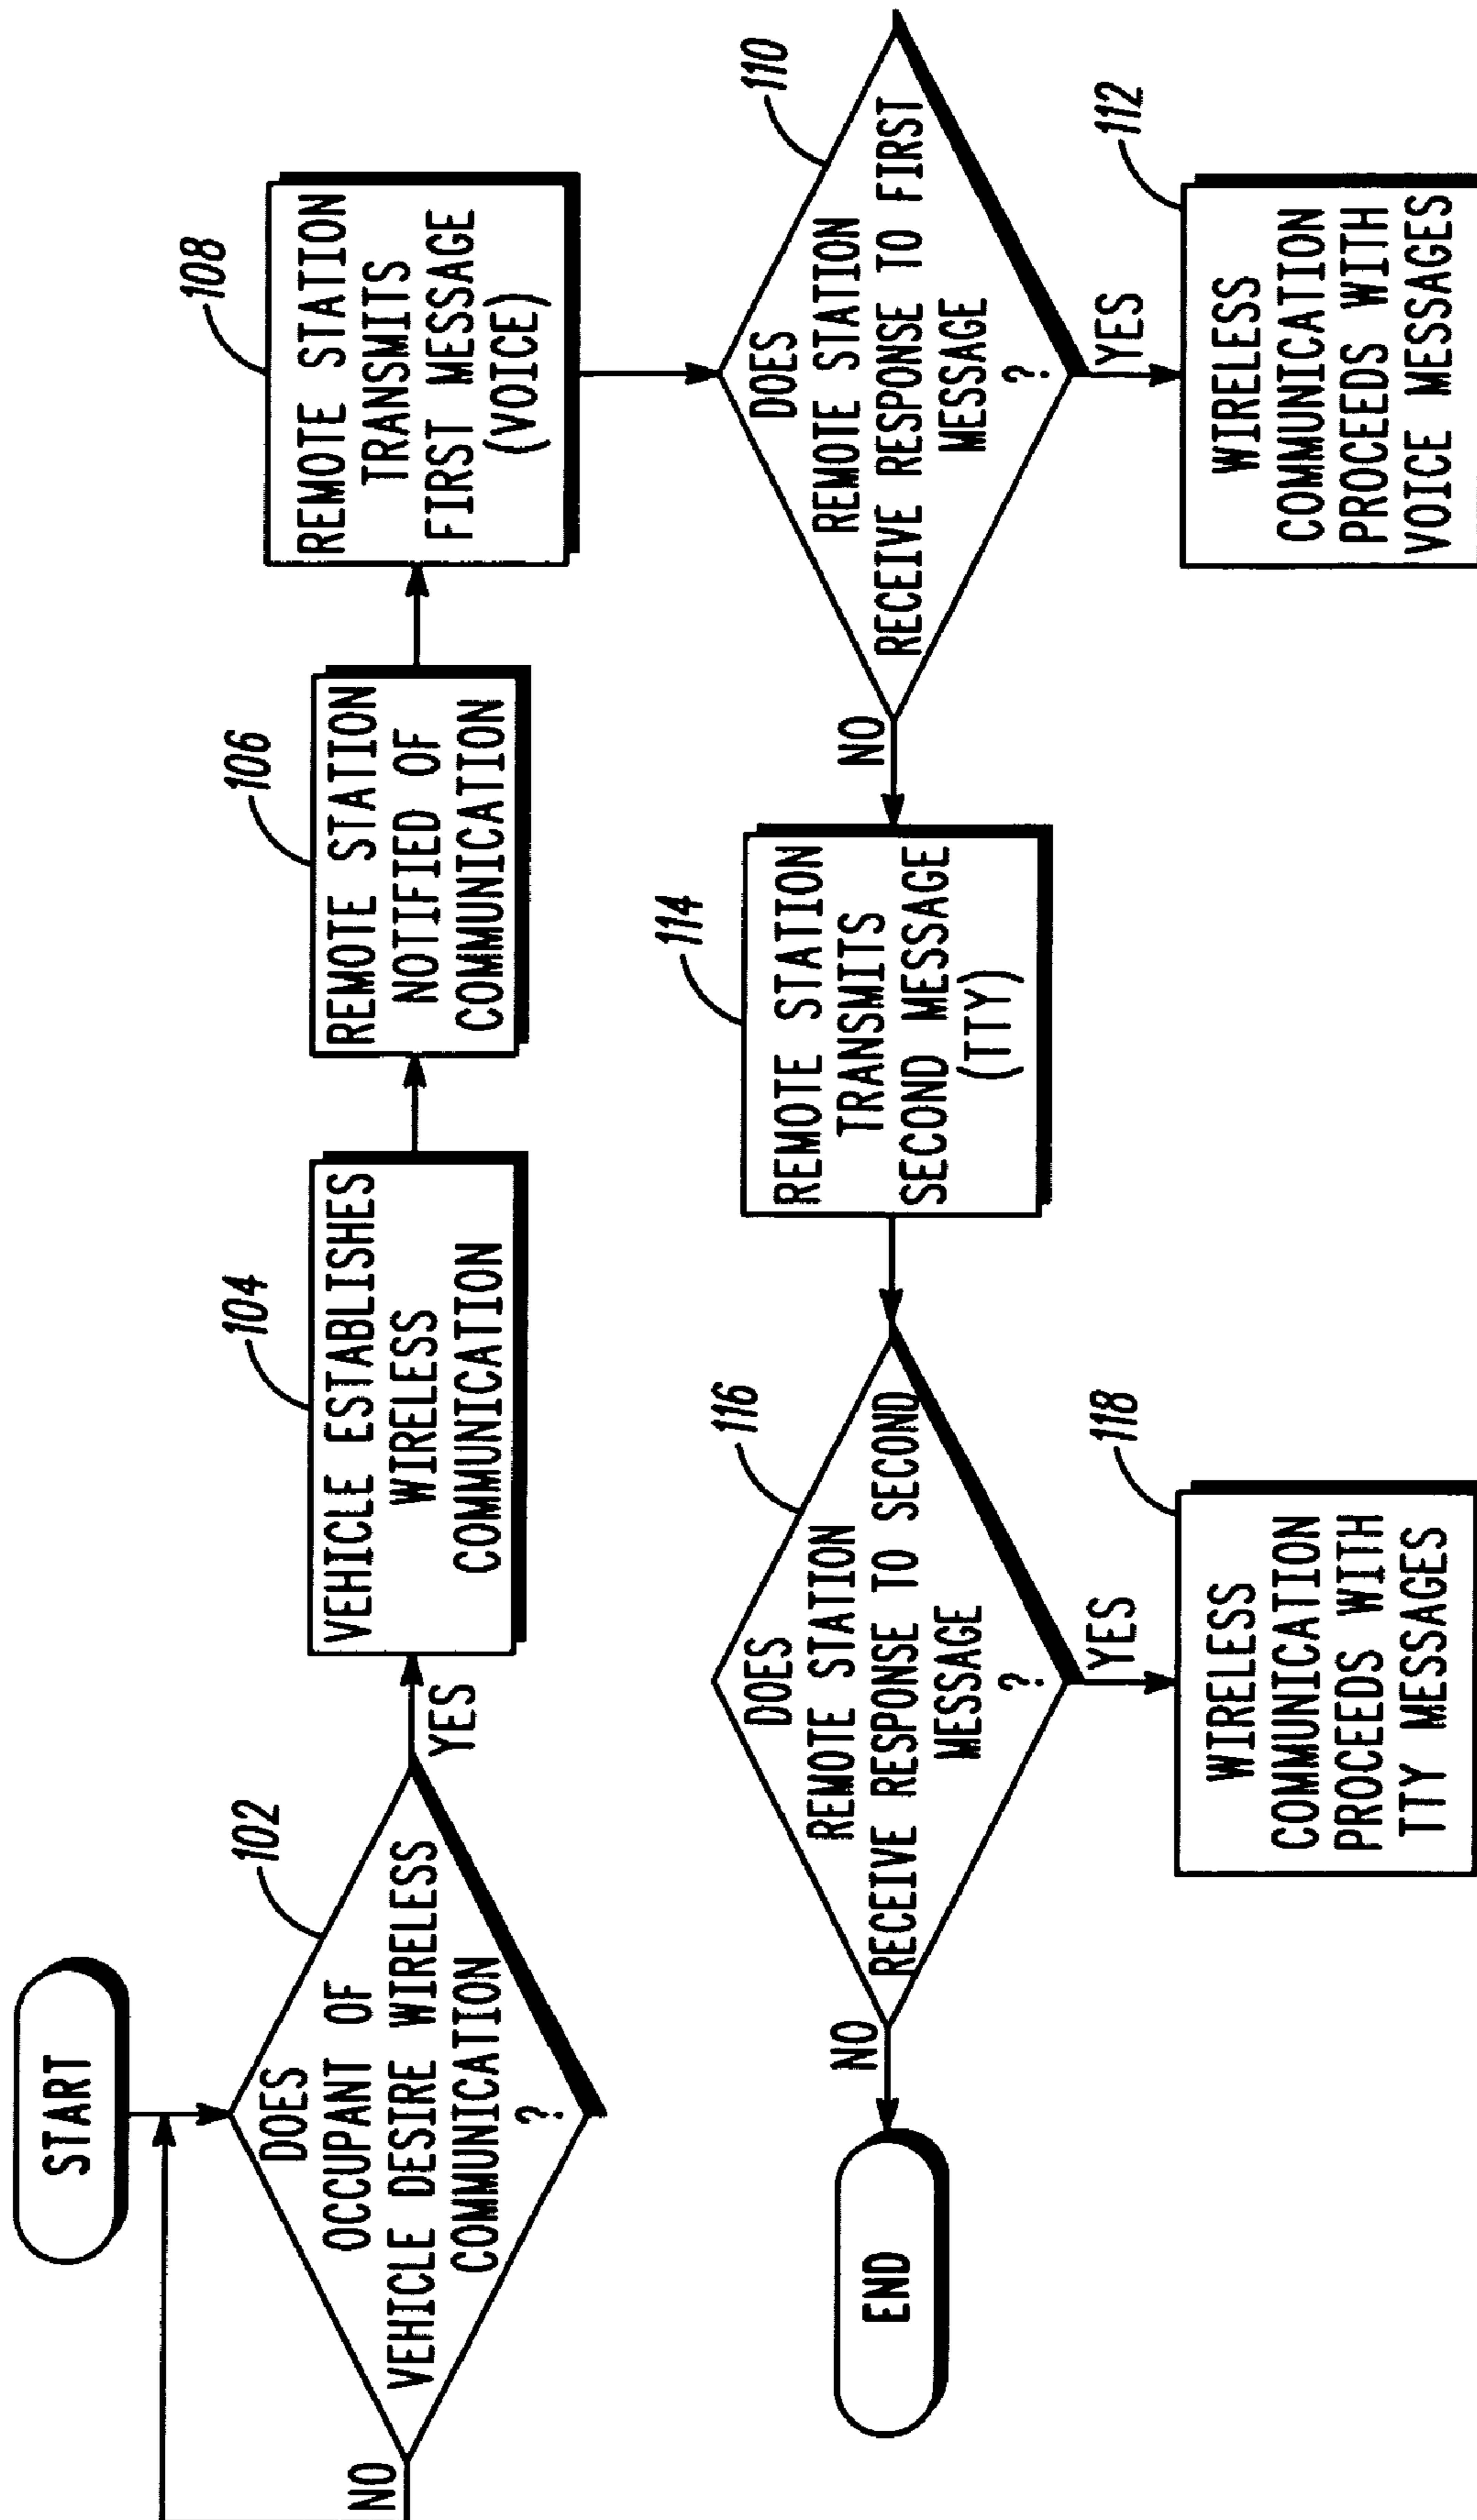 START
102
DOES
OCCUPANT OF
VEHICLE DESIRE WIRELESS
COMMUNICATION
?
NO
YES
104
VEHICLE ESTABLISHES
WIRELESS
COMMUNICATION
106
REMOTE STATION
NOTIFIED OF
COMMUNICATION
108
REMOTE STATION
TRANSMITS
FIRST MESSAGE
(VOICE)
110
DOES
REMOTE STATION
RECEIVE RESPONSE TO FIRST
MESSAGE
?
NO
YES
112
WIRELESS
COMMUNICATION
PROCEEDS WITH
VOICE MESSAGES
114
REMOTE STATION
TRANSMITS
SECOND MESSAGE
(TTY)
116
DOES
REMOTE STATION
RECEIVE RESPONSE TO SECOND
MESSAGE
?
NO
YES
118
WIRELESS
COMMUNICATION
PROCEEDS WITH
TTY MESSAGES
END